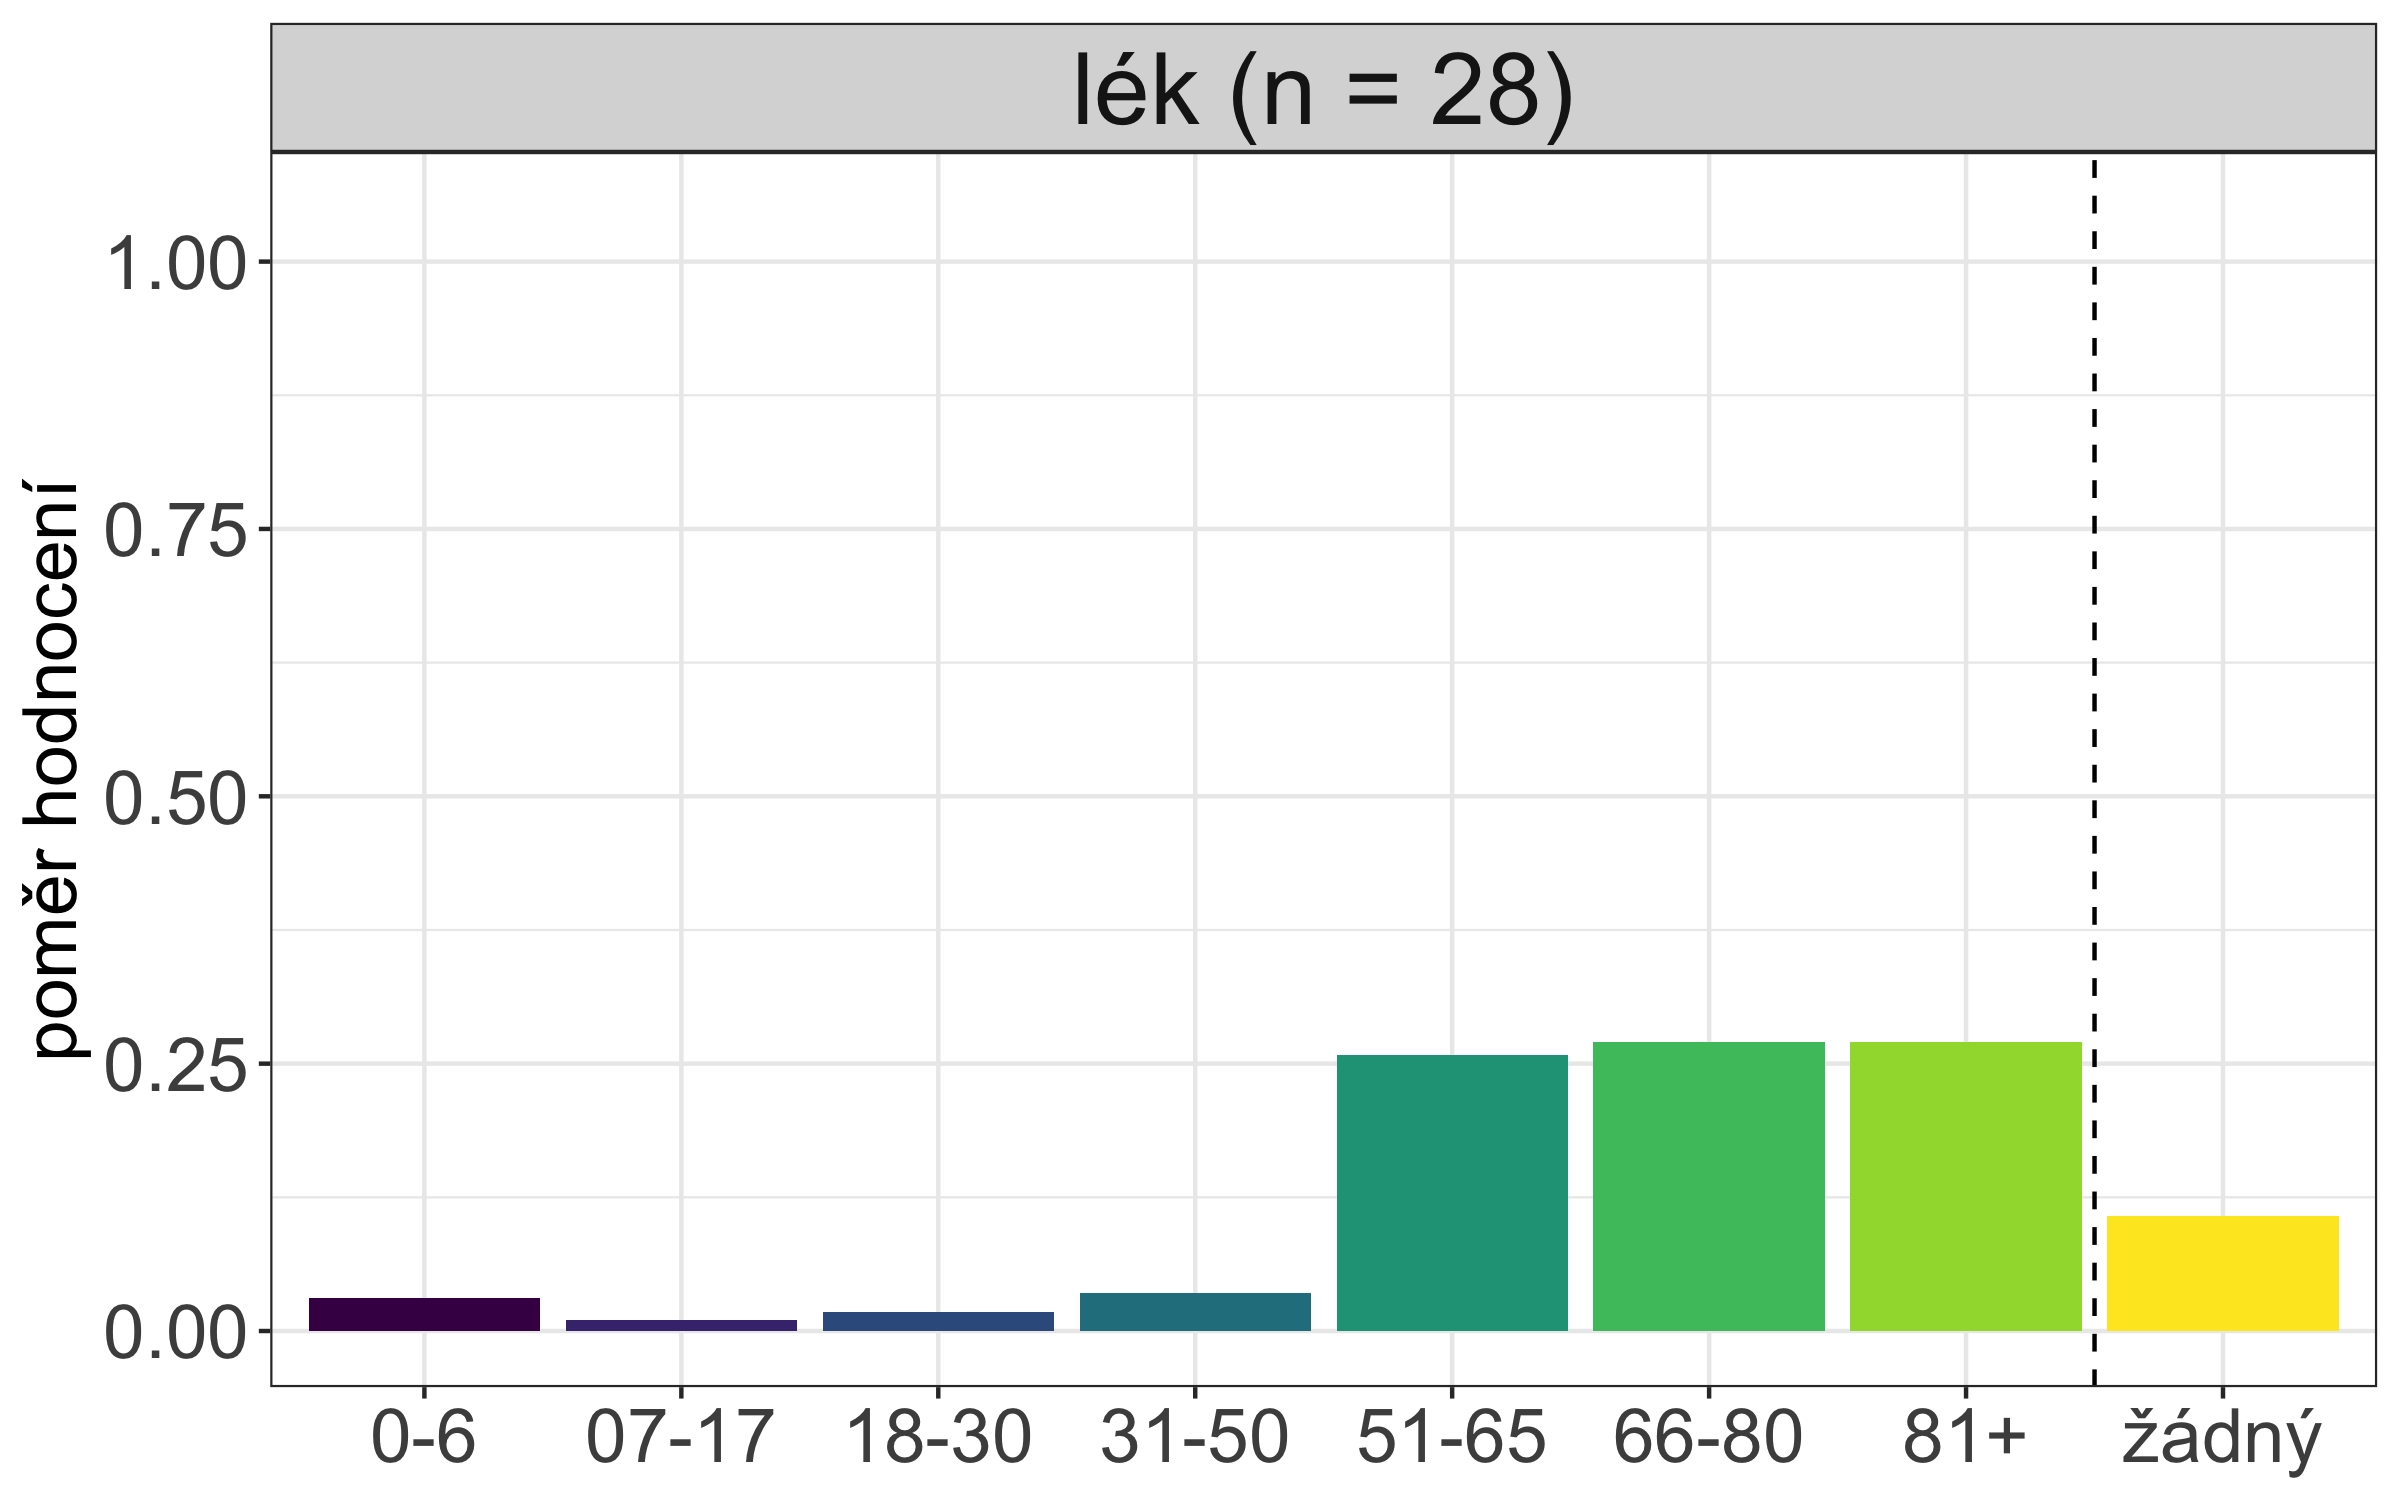 lék (n = 28)
poměr hodnocení
1.00
0.75
0.50
0.25
0.00
0-6 07-17 18-30 31-50 51-65 66-80 81+ žádný